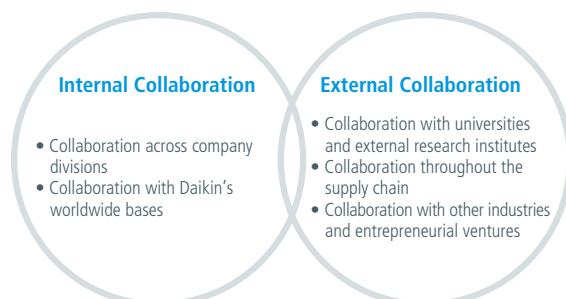 Internal Collaboration
• Collaboration across company
divisions
• Collaboration with Daikin's
worldwide bases
External Collaboration
• Collaboration with universities
and external research institutes
• Collaboration throughout the
supply chain
• Collaboration with other industries
and entrepreneurial ventures